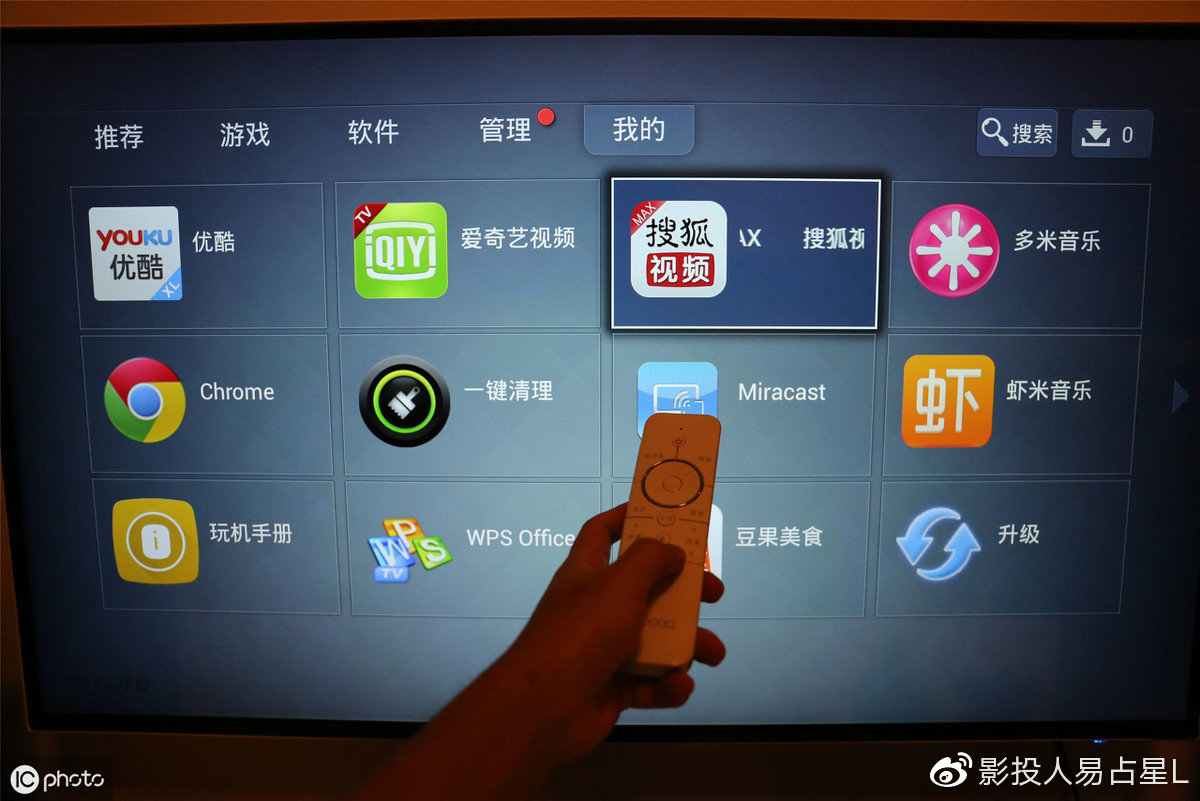 推荐
游戏
软件
管理
我的
搜索
0
YOUKU
优酷
XL
优酷
TV
iQIYI
爱奇艺视频
MAX
搜狐
视频
AX 搜狐视
多米音乐
Chrome
一键清理
Miracast
虾
虾米音乐
i
玩机手册
WPS
TV
WPS Office
豆果美食
升级
IC photo
影投人易占星L